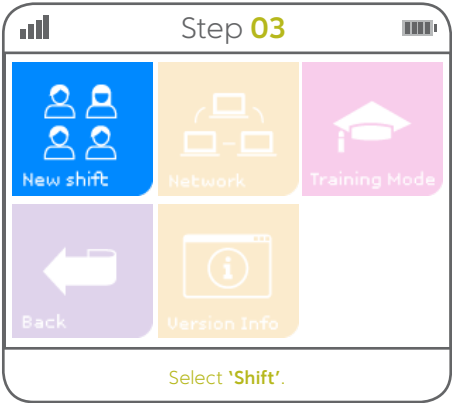 Step 03
New shift
Network
Training Mode
Back
Version Info
Select ‘Shift’.